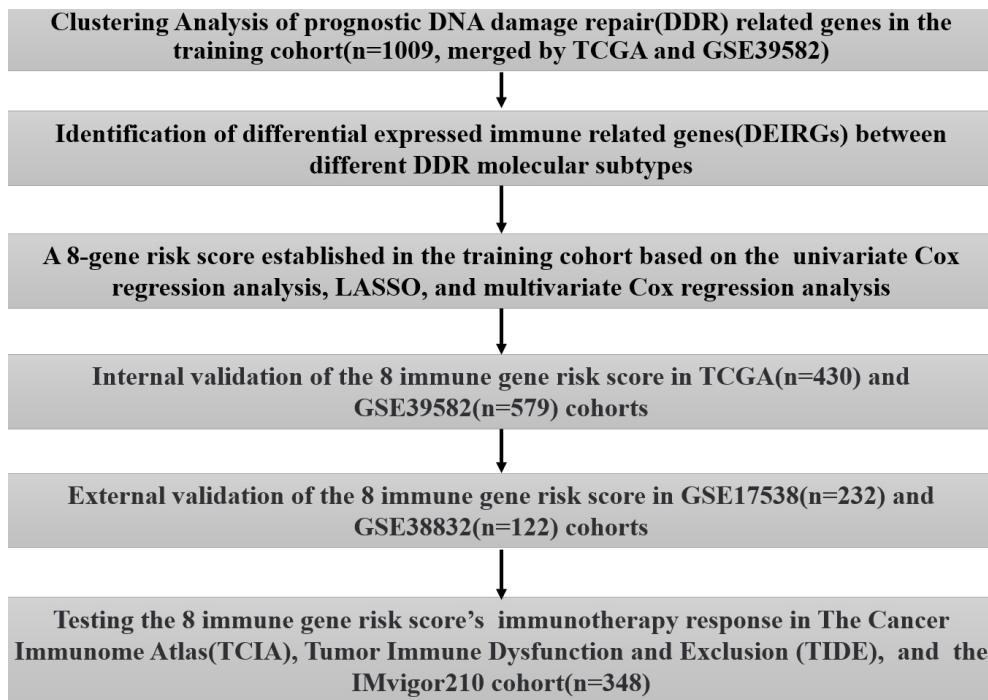 Clustering Analysis of prognostic DNA damage repair(DDR) related genes in the
training cohort(n=1009, merged by TCGA and GSE39582)
Identification of differential expressed immune related genes(DEIRGs) between
different DDR molecular subtypes
A 8-gene risk score established in the training cohort based on the univariate Cox
regression analysis, LASSO, and multivariate Cox regression analysis
Internal validation of the 8 immune gene risk score in TCGA(n=430) and
GSE39582(n=579) cohorts
External validation of the 8 immune gene risk score in GSE17538(n=232) and
GSE38832(n=122) cohorts
Testing the 8 immune gene risk score’s immunotherapy response in The Cancer
Immunome Atlas(TCIA), Tumor Immune Dysfunction and Exclusion (TIDE), and the
IMvigor210 cohort(n=348)